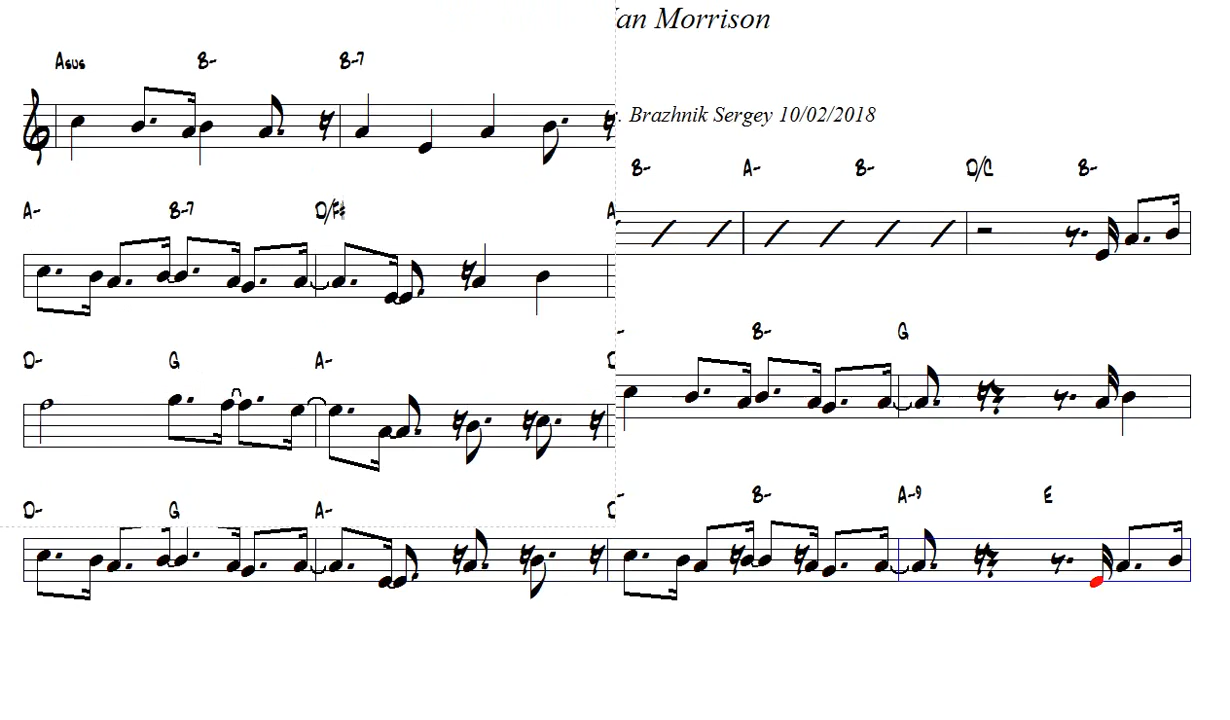 Van Morrison
. Brazhnik Sergey 10/02/2018
Asus B- B-7
B- A- B- D/C B-
A- B-7 D/F# A
- B- G
D- G A- D
- B- A-9 E
D- G A- D